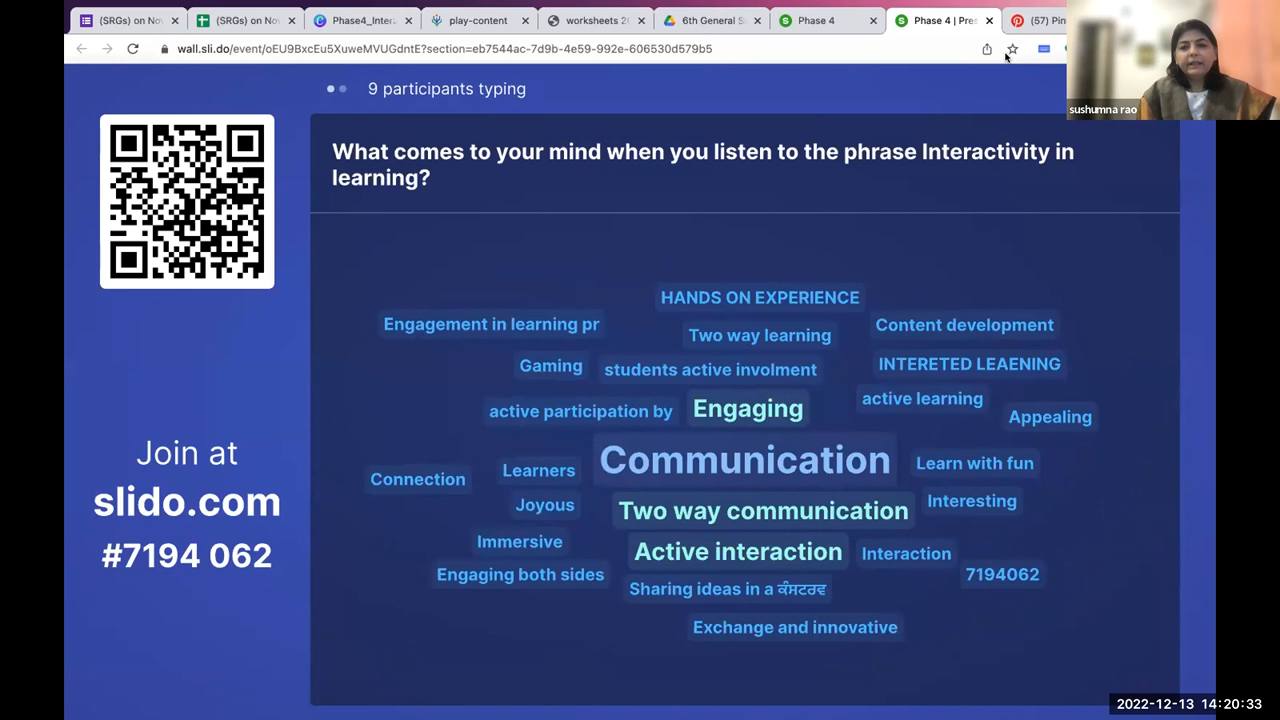 (SRGs) on Nov
(SRGs) on Nov
Phase4_Inter
play-content
worksheets 2
6th General S
Phase 4
Phase 4 | Pres
(57) Pin
wall.sli.do/event/oEU9BxcEu5XuweMVUGdntE?section=eb7544ac-7d9b-4e59-992e-606530d579b5
sushumna rao
9 participants typing
What comes to your mind when you listen to the phrase Interactivity in
learning?
HANDS ON EXPERIENCE
Engagement in learning pr
Two way learning
Content development
Gaming
students active involment
INTERETED LEAENING
active participation by
Engaging
active learning
Appealing
Join at
slido.com
#7194 062
Connection
Learners
Communication
Learn with fun
Joyous
Two way communication
Interesting
Immersive
Active interaction
Interaction
Engaging both sides
Sharing ideas in a ਕੰਸਟਰਵ
7194062
Exchange and innovative
2022-12-13 14:20:33